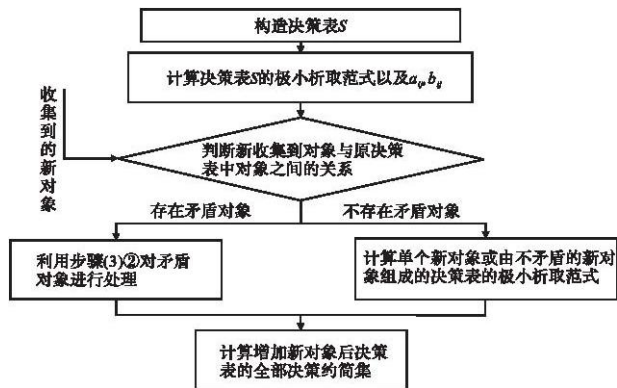 构造决策表S
计算决策表S的极小析取范式以及aᵢⱼ,bᵢⱼ
收集到的新对象
判断新收集到对象与原决策
表中对象之间的关系
存在矛盾对象
不存在矛盾对象
利用步骤(3)②对矛盾
对象进行处理
计算单个新对象或由不矛盾的新对
象组成的决策表的极小析取范式
计算增加新对象后决策
表的全部决策约简集